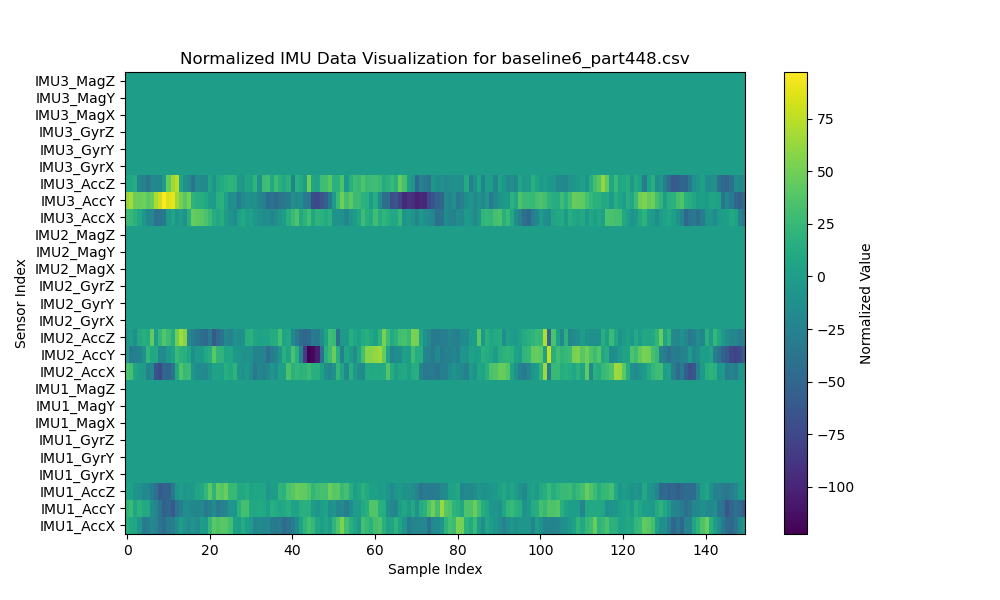 Normalized IMU Data Visualization for baseline6_part448.csv
IMU3_MagZ
IMU3_MagY
IMU3_MagX
IMU3_GyrZ
IMU3_GyrY
IMU3_GyrX
IMU3_AccZ
IMU3_AccY
IMU3_AccX
IMU2_MagZ
IMU2_MagY
IMU2_MagX
IMU2_GyrZ
IMU2_GyrY
IMU2_GyrX
IMU2_AccZ
IMU2_AccY
IMU2_AccX
IMU1_MagZ
IMU1_MagY
IMU1_MagX
IMU1_GyrZ
IMU1_GyrY
IMU1_GyrX
IMU1_AccZ
IMU1_AccY
IMU1_AccX
Sensor Index
0 20 40 60 80 100 120 140
Sample Index
75
50
25
0
−25
−50
−75
−100
Normalized Value